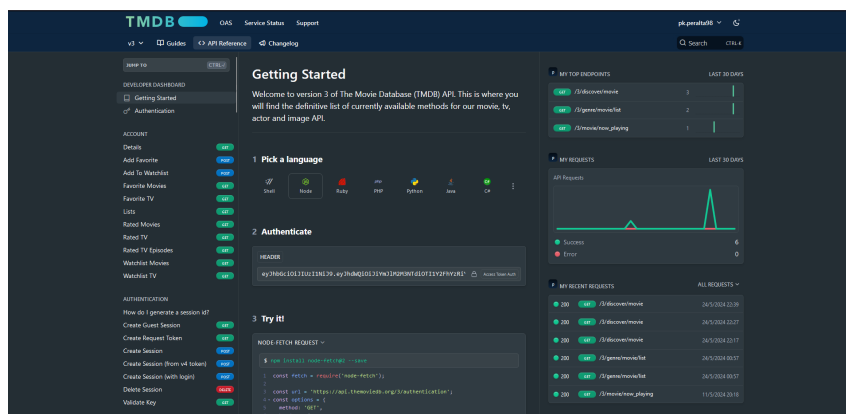 TMDB OAS Service Status Support pk.peralta98
v3 Guides <> API Reference Changelog Search CTRL-K
JUMP TO CTRL-/
DEVELOPER DASHBOARD
Getting Started
Authentication
ACCOUNT
Details GET
Add Favorite POST
Add To Watchlist POST
Favorite Movies GET
Favorite TV GET
Lists GET
Rated Movies GET
Rated TV GET
Rated TV Episodes GET
Watchlist Movies GET
Watchlist TV GET
AUTHENTICATION
How do I generate a session id?
Create Guest Session GET
Create Request Token GET
Create Session POST
Create Session (from v4 token) POST
Create Session (with login) POST
Delete Session DELETE
Validate Key GET
Getting Started
Welcome to version 3 of The Movie Database (TMDB) API. This is where you
will find the definitive list of currently available methods for our movie, tv,
actor and image API.
1 Pick a language
Shell Node Ruby PHP Python Java C#
2 Authenticate
HEADER
Access Token Auth
3 Try it!
NODE-FETCH REQUEST
$ npm install node-fetch@2 --save
1 const fetch = require('node-fetch');
2
3 const url = 'https://api.themoviedb.org/3/authentication';
4 const options = {
5 method: 'GET',
P MY TOP ENDPOINTS LAST 30 DAYS
GET /3/discover/movie 3
GET /3/genre/movie/list 2
GET /3/movie/now_playing 1
P MY REQUESTS LAST 30 DAYS
API Requests
Success 6
Error 0
P MY RECENT REQUESTS ALL REQUESTS
200 GET /3/discover/movie 24/5/2024 22:39
200 GET /3/discover/movie 24/5/2024 22:27
200 GET /3/discover/movie 24/5/2024 22:17
200 GET /3/genre/movie/list 24/5/2024 00:57
200 GET /3/genre/movie/list 24/5/2024 00:57
200 GET /3/movie/now_playing 11/5/2024 20:18